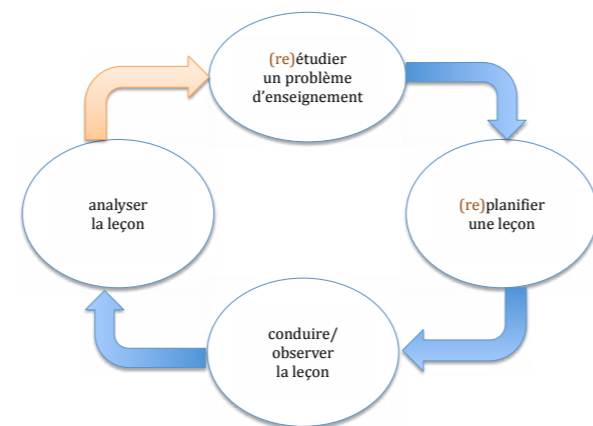 (re)étudier
un problème
d'enseignement
(re)planifier
une leçon
conduire/
observer
la leçon
analyser
la leçon